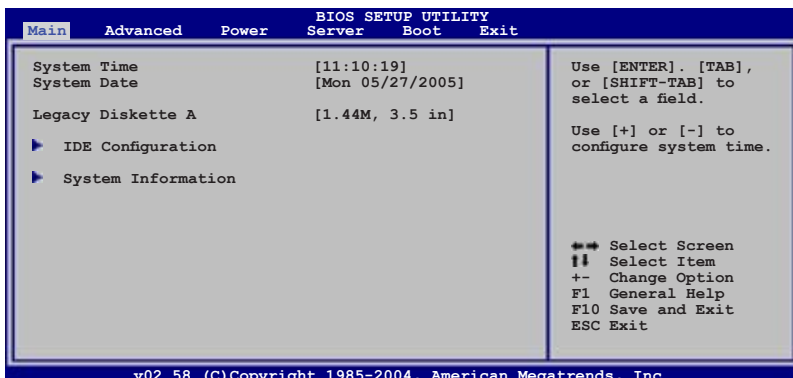 BIOS SETUP UTILITY
Main Advanced Power Server Boot Exit
System Time [11:10:19]
System Date [Mon 05/27/2005]
Legacy Diskette A [1.44M, 3.5 in]
IDE Configuration
System Information
Use [ENTER]. [TAB],
or [SHIFT-TAB] to
select a field.
Use [+] or [-] to
configure system time.
Select Screen
Select Item
+- Change Option
F1 General Help
F10 Save and Exit
ESC Exit
v02.58 (C)Copyright 1985-2004, American Megatrends, Inc.